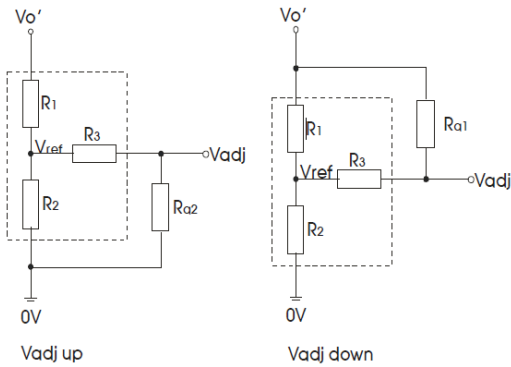 Vo'
R1
R3
Vref
Vadj
R2
Ra2
0V
Vadj up
Vo'
R1
Ra1
R3
Vref
Vadj
R2
0V
Vadj down